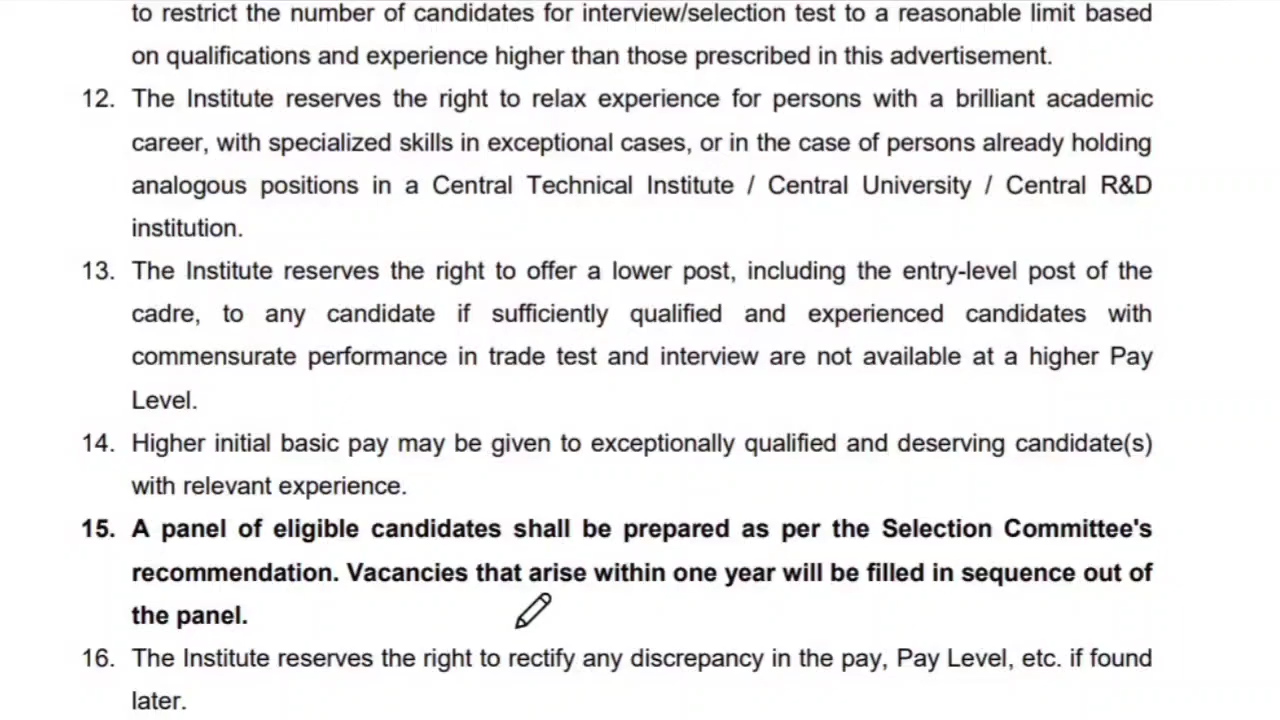 to restrict the number of candidates for interview/selection test to a reasonable limit based
on qualifications and experience higher than those prescribed in this advertisement.
12. The Institute reserves the right to relax experience for persons with a brilliant academic
career, with specialized skills in exceptional cases, or in the case of persons already holding
analogous positions in a Central Technical Institute / Central University / Central R&D
institution.
13. The Institute reserves the right to offer a lower post, including the entry-level post of the
cadre, to any candidate if sufficiently qualified and experienced candidates with
commensurate performance in trade test and interview are not available at a higher Pay
Level.
14. Higher initial basic pay may be given to exceptionally qualified and deserving candidate(s)
with relevant experience.
15. A panel of eligible candidates shall be prepared as per the Selection Committee's
recommendation. Vacancies that arise within one year will be filled in sequence out of
the panel.
16. The Institute reserves the right to rectify any discrepancy in the pay, Pay Level, etc. if found
later.